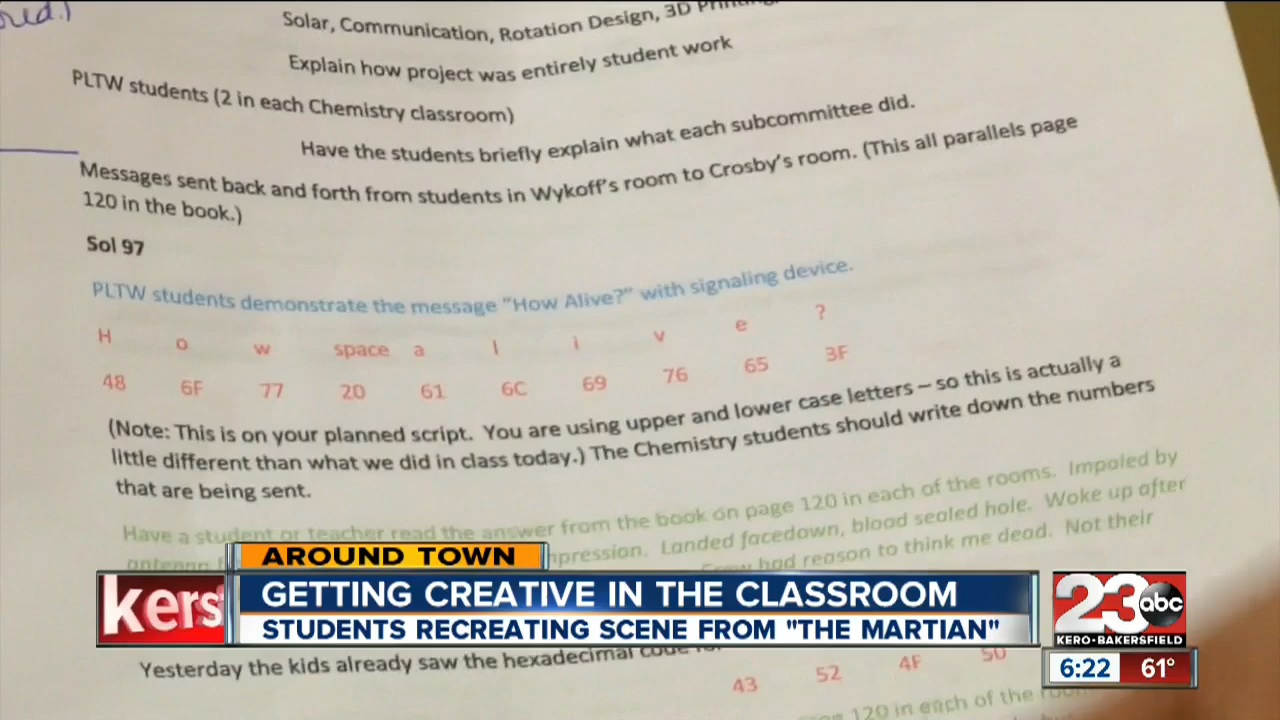 Solar, Communication, Rotation Design, 3D
Explain how project was entirely student work
PLTW students (2 in each Chemistry classroom)
Have the students briefly explain what each subcommittee did.
Messages sent back and forth from students in Wykoff's room to Crosby's room. (This all parallels page
120 in the book.)
Sol 97
PLTW students demonstrate the message "How Alive?" with signaling device.
H o w space a l i v e ?
48 6F 77 20 61 6C 69 76 65 3F
(Note: This is on your planned script. You are using upper and lower case letters – so this is actually a
little different than what we did in class today.) The Chemistry students should write down the numbers
that are being sent.
Have a student or teacher read the answer from the book on page 120 in each of the rooms. Impaled by
Landed facedown, blood sealed hole. Woke up after
had reason to think me dead. Not their
AROUND TOWN
kers
GETTING CREATIVE IN THE CLASSROOM
STUDENTS RECREATING SCENE FROM "THE MARTIAN"
23 abc
KERO·BAKERSFIELD
6:22 61°
Yesterday the kids already saw the hexadecimal code
43 52 4F 50
120 in each of the